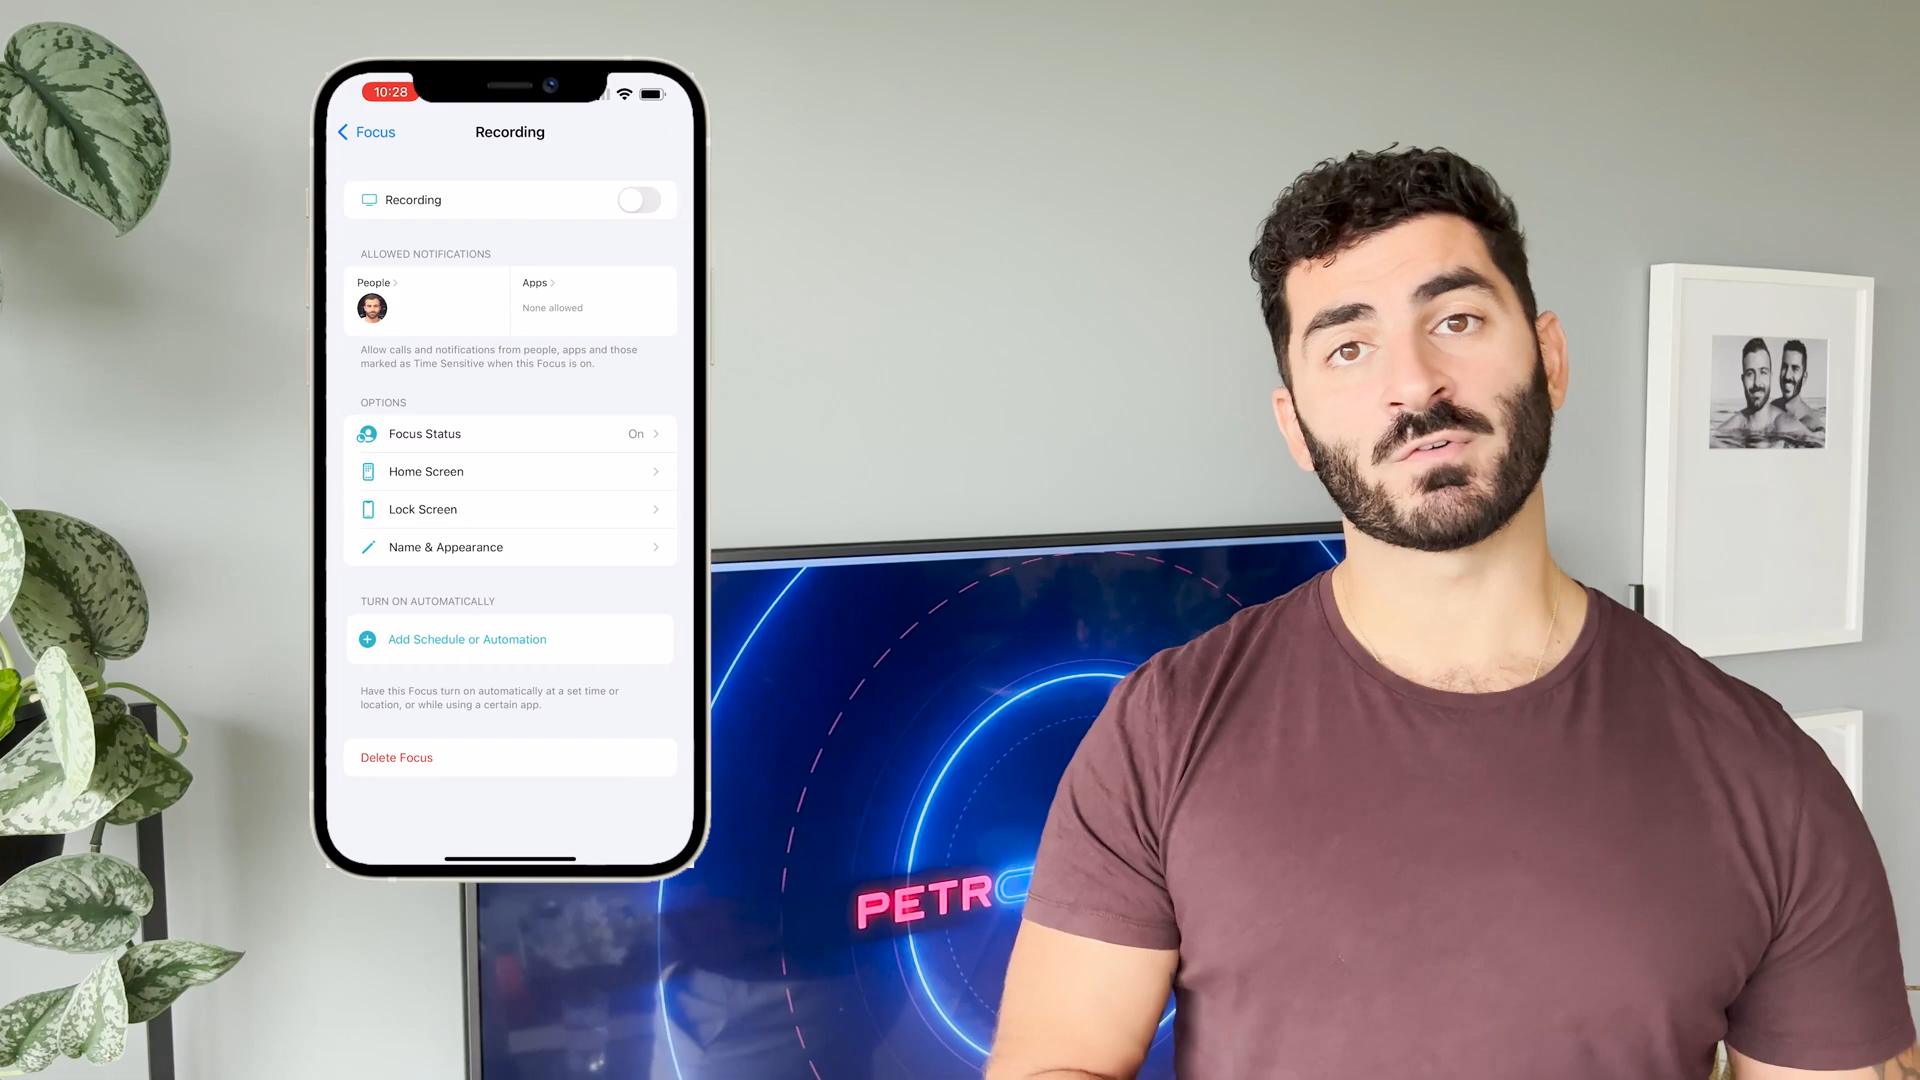 10:28
Focus
Recording
Recording
ALLOWED NOTIFICATIONS
People
Apps
None allowed
Allow calls and notifications from people, apps and those
marked as Time Sensitive when this Focus is on.
OPTIONS
Focus Status
On
Home Screen
Lock Screen
Name & Appearance
TURN ON AUTOMATICALLY
Add Schedule or Automation
Have this Focus turn on automatically at a set time or
location, or while using a certain app.
Delete Focus
PETRO